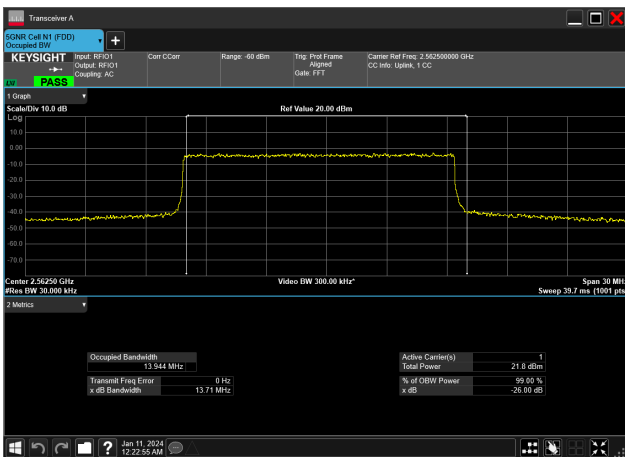 Transceiver A
5GNR Cell N1 (FDD)
Occupied BW
KEYSIGHT
LV PASS
Input: RFIO1
Output: RFIO1
Coupling: AC
Corr CCorr
Range: -60 dBm
Trig: Prot Frame
Aligned
Gate: FFT
Carrier Ref Freq: 2.562500000 GHz
CC Info: Uplink, 1 CC
1 Graph
Scale/Div 10.0 dB
Ref Value 20.00 dBm
Log
10.0
0.00
-10.0
-20.0
-30.0
-40.0
-50.0
-60.0
-70.0
Center 2.56250 GHz
Video BW 300.00 kHz*
Span 30 MHz
#Res BW 30.000 kHz
Sweep 39.7 ms (1001 pts
2 Metrics
Occupied Bandwidth
13.944 MHz
Active Carrier(s) 1
Total Power 21.8 dBm
Transmit Freq Error 0 Hz
x dB Bandwidth 13.71 MHz
% of OBW Power 99.00 %
x dB -26.00 dB
?
Jan 11, 2024
12:22:55 AM